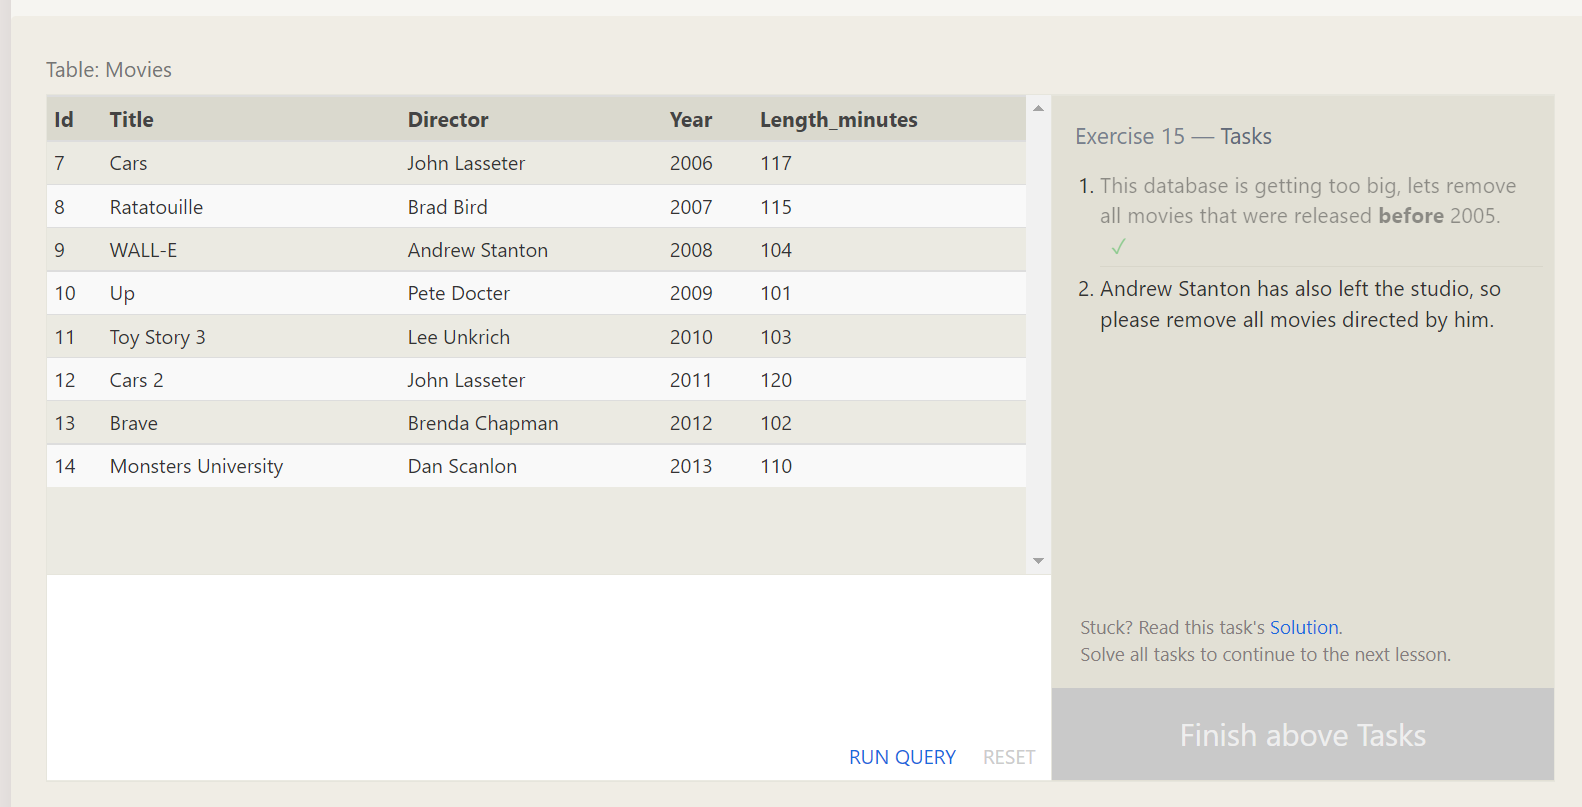 Table: Movies
Id Title Director Year Length_minutes
7 Cars John Lasseter 2006 117
8 Ratatouille Brad Bird 2007 115
9 WALL-E Andrew Stanton 2008 104
10 Up Pete Docter 2009 101
11 Toy Story 3 Lee Unkrich 2010 103
12 Cars 2 John Lasseter 2011 120
13 Brave Brenda Chapman 2012 102
14 Monsters University Dan Scanlon 2013 110
RUN QUERY RESET
Exercise 15 — Tasks
1. This database is getting too big, lets remove
all movies that were released before 2005.
✓
2. Andrew Stanton has also left the studio, so
please remove all movies directed by him.
Stuck? Read this task's Solution.
Solve all tasks to continue to the next lesson.
Finish above Tasks